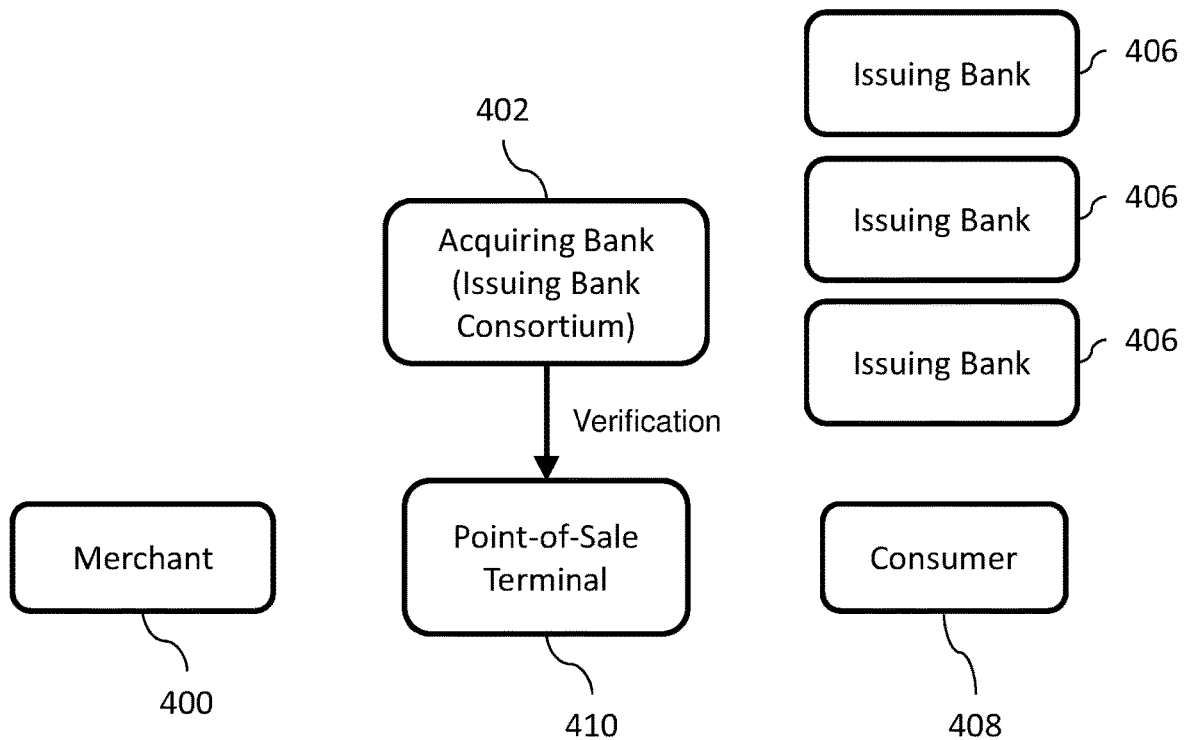 Issuing Bank
406
402
Issuing Bank
406
Acquiring Bank
(Issuing Bank
Consortium)
Issuing Bank
406
Verification
Merchant
Point-of-Sale
Terminal
Consumer
400
410
408